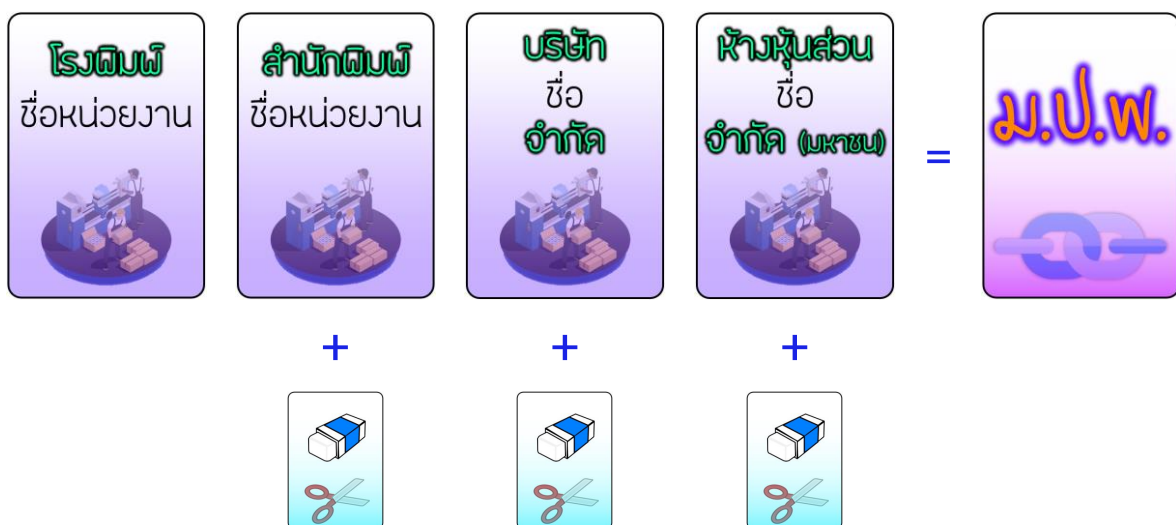 โรงพิมพ์
ชื่อหน่วยงาน
สำนักพิมพ์
ชื่อหน่วยงาน
บริษัท
ชื่อ
จำกัด
ห้างหุ้นส่วน
ชื่อ
จำกัด (มหาชน)
=
ม.ป.พ.
+ + +